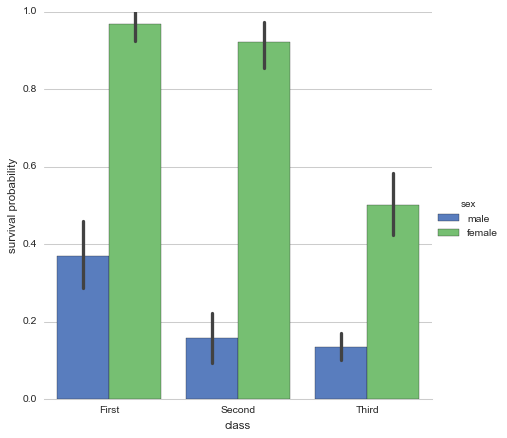 1.0
0.8
0.6
0.4
0.2
0.0
survival probability
First Second Third
class
sex
male
female